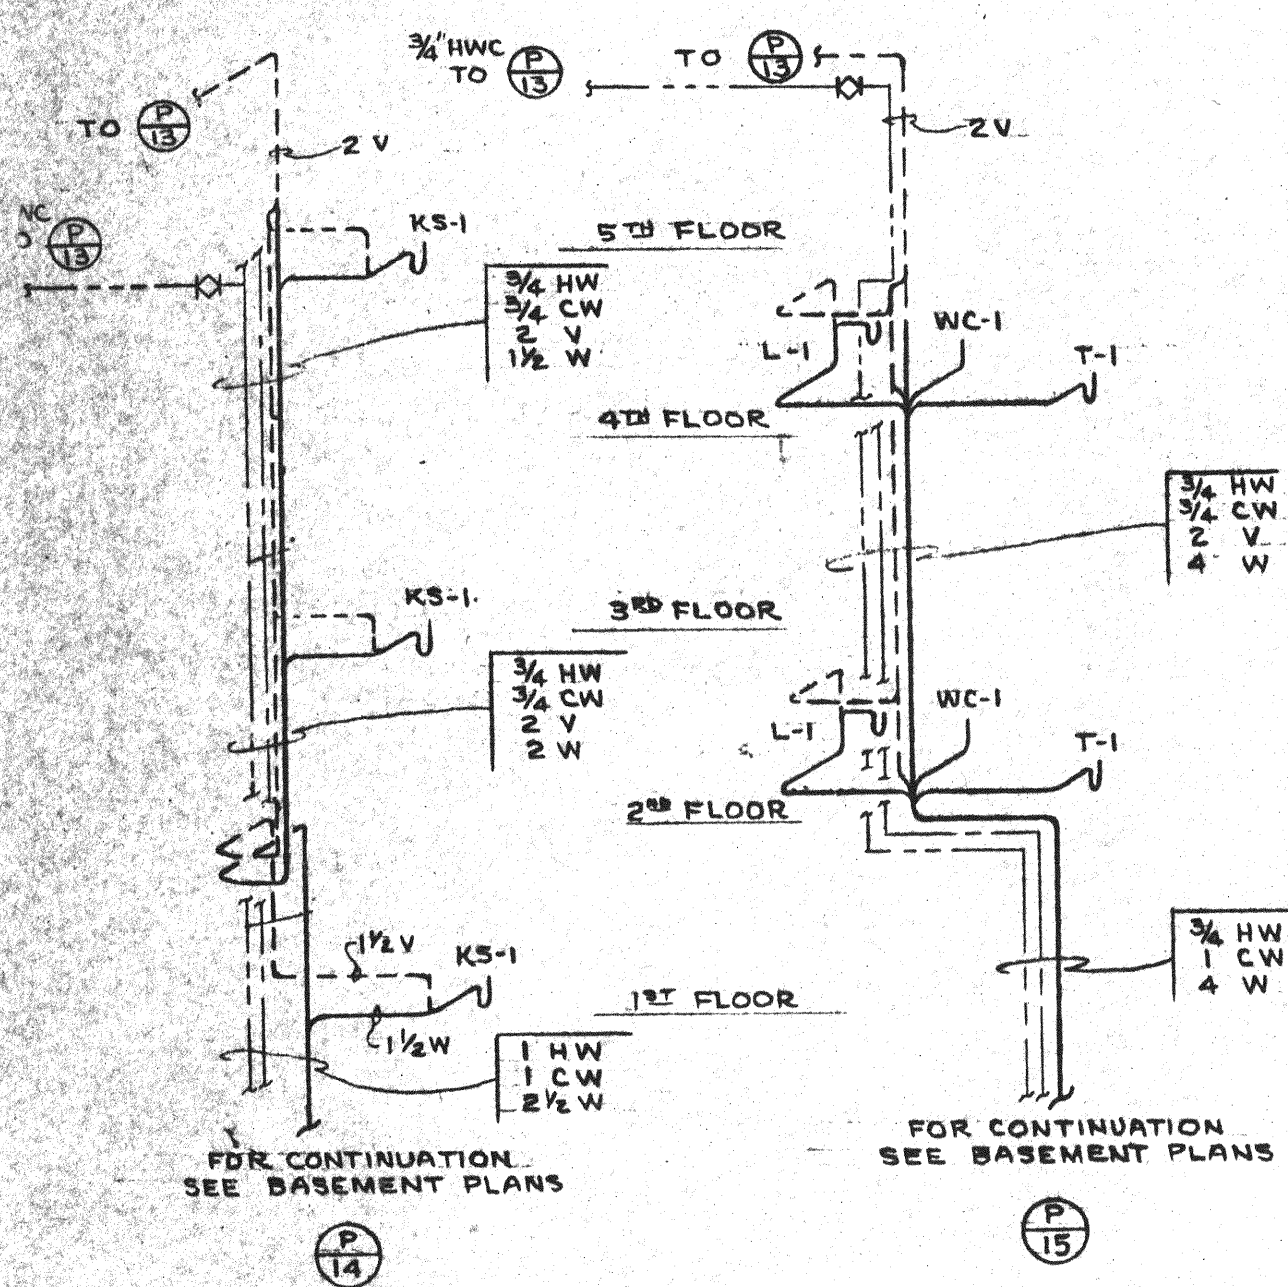 3/4" HWC
TO
P
13
TO
P
13
TO
P
13
2 V
2 V
P
13
KS-1
5TH FLOOR
3/4 HW
3/4 CW
2 V
1 1/2 W
L-1
WC-1
T-1
4TH FLOOR
3/4 HW
3/4 CW
2 V
4 W
KS-1
3RD FLOOR
3/4 HW
3/4 CW
2 V
2 W
L-1
WC-1
T-1
2ND FLOOR
1 1/2 V
KS-1
1 1/2 W
1ST FLOOR
3/4 HW
1 CW
4 W
1 HW
1 CW
2 1/2 W
FOR CONTINUATION
SEE BASEMENT PLANS
P
14
FOR CONTINUATION
SEE BASEMENT PLANS
P
15